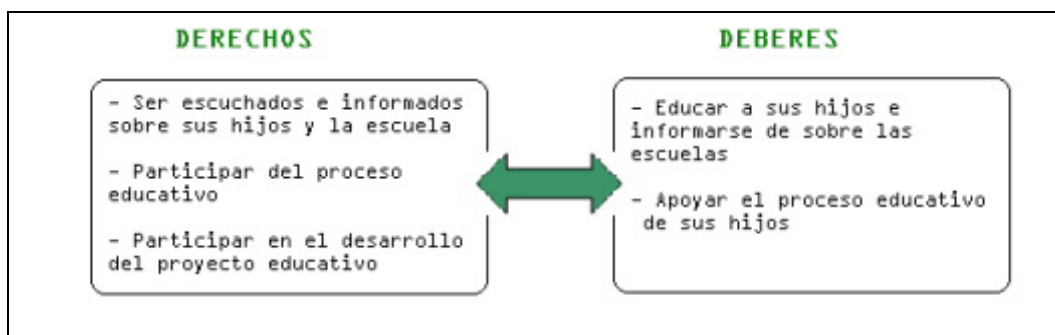 DERECHOS
- Ser escuchados e informados
sobre sus hijos y la escuela
- Participar del proceso
educativo
- Participar en el desarrollo
del proyecto educativo
DEBERES
- Educar a sus hijos e
informarse de sobre las
escuelas
- Apoyar el proceso educativo
de sus hijos